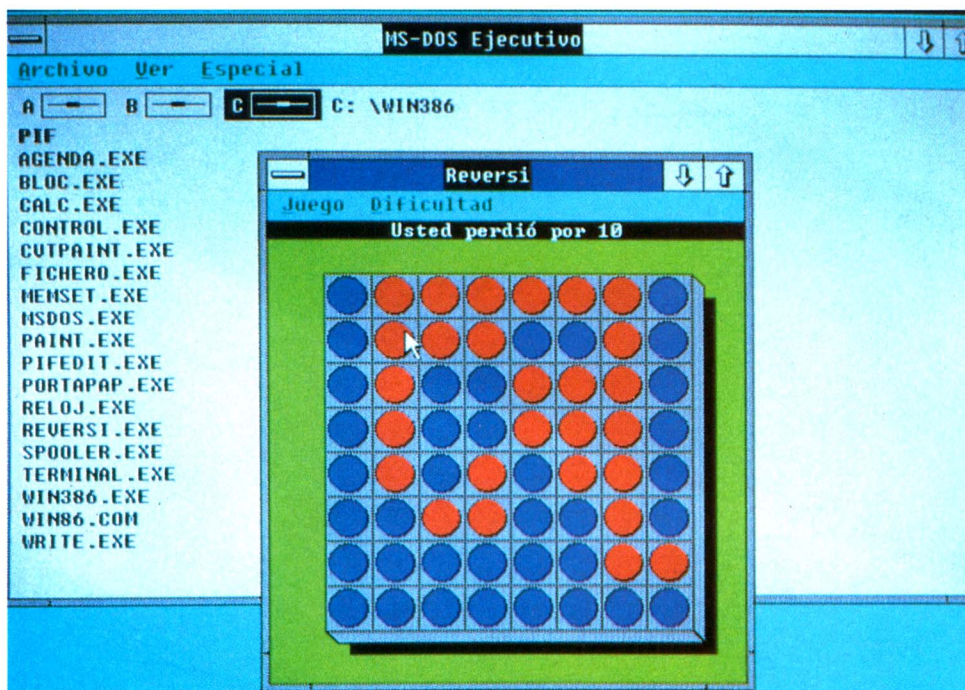 MS-DOS Ejecutivo
Archivo Ver Especial
A B C C: \WIN386
PIF
AGENDA.EXE
BLOC.EXE
CALC.EXE
CONTROL.EXE
CVTPAINT.EXE
FICHERO.EXE
MEMSET.EXE
MSDOS.EXE
PAINT.EXE
PIFEDIT.EXE
PORTAPAP.EXE
RELOJ.EXE
REVERSI.EXE
SPOOLER.EXE
TERMINAL.EXE
WIN386.EXE
WIN86.COM
WRITE.EXE
Reversi
Juego Dificultad
Usted perdió por 10